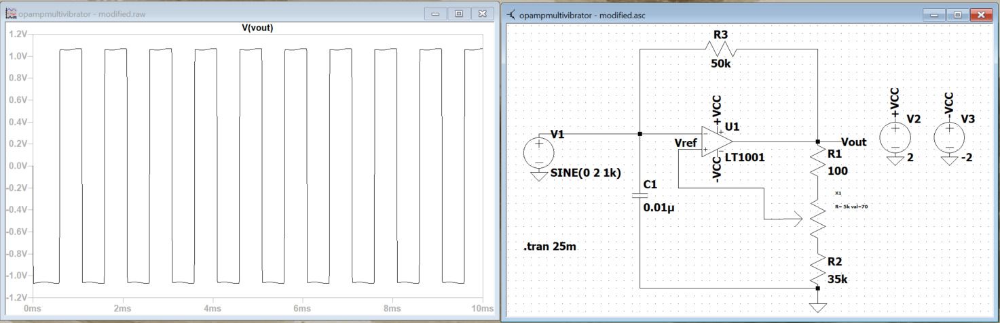 opampmultivibrator - modified.raw
V(vout)
1.2V
1.0V
0.8V
0.6V
0.4V
0.2V
0.0V
-0.2V
-0.4V
-0.6V
-0.8V
-1.0V
-1.2V
0ms 2ms 4ms 6ms 8ms 10ms
opampmultivibrator - modified.asc
R3
50k
+VCC
U1
Vref
LT1001
-VCC
V1
SINE(0 2 1k)
C1
0.01µ
Vout
R1
100
X1
R= 5k val=70
R2
35k
+VCC
V2
2
-VCC
V3
-2
.tran 25m